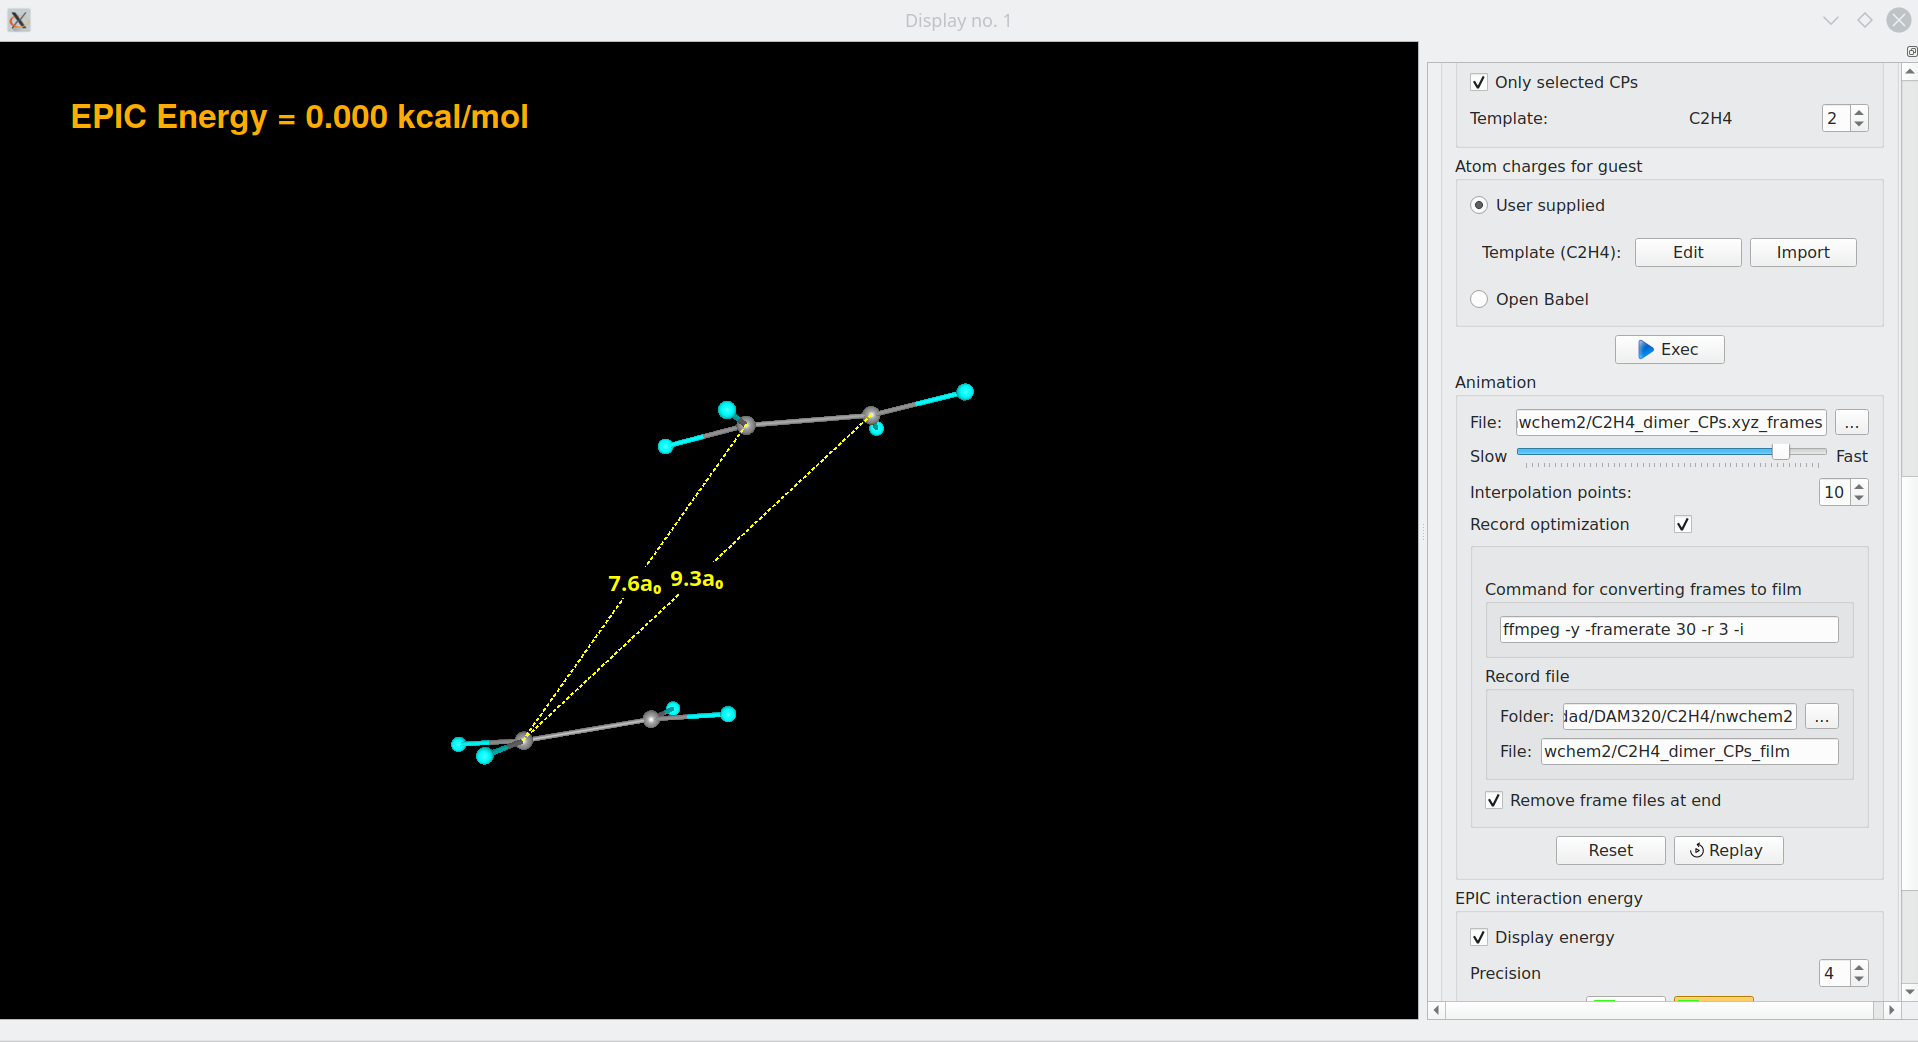 Display no. 1
EPIC Energy = 0.000 kcal/mol
7.6a₀ 9.3a₀
Only selected CPs
Template: C2H4 2
Atom charges for guest
User supplied
Template (C2H4): Edit Import
Open Babel
Exec
Animation
File: wchem2/C2H4_dimer_CPs.xyz_frames ...
Slow Fast
Interpolation points: 10
Record optimization
Command for converting frames to film
ffmpeg -y -framerate 30 -r 3 -i
Record file
Folder: dad/DAM320/C2H4/nwchem2 ...
File: wchem2/C2H4_dimer_CPs_film
Remove frame files at end
Reset Replay
EPIC interaction energy
Display energy
Precision 4